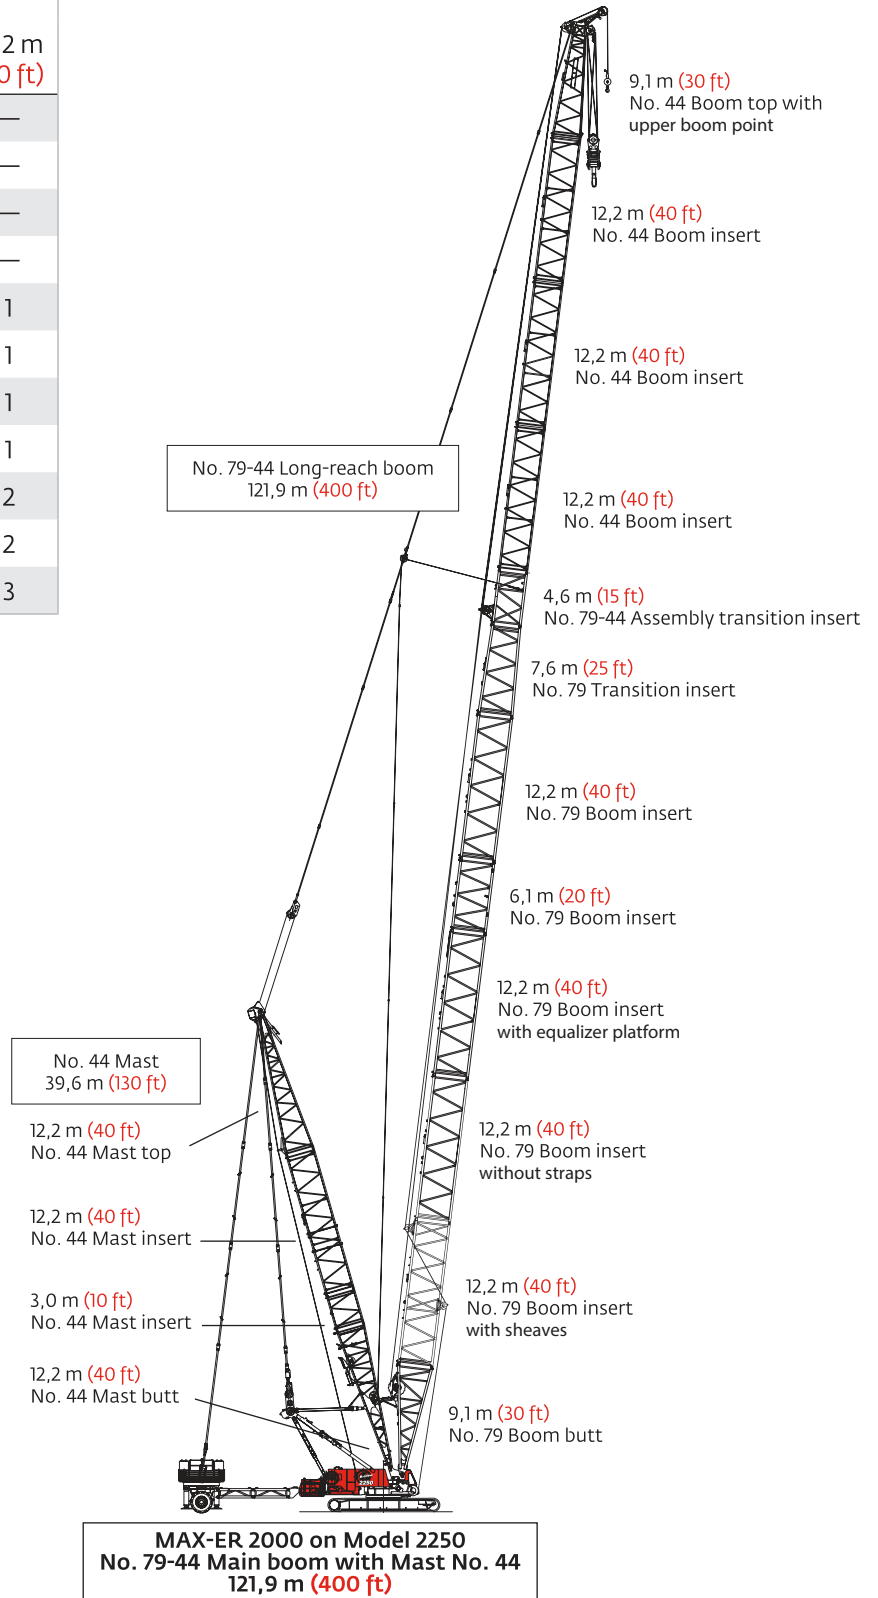 2 m
0 ft)
—
—
—
—
1
1
1
1
2
2
3
9,1 m (30 ft)
No. 44 Boom top with
upper boom point
12,2 m (40 ft)
No. 44 Boom insert
12,2 m (40 ft)
No. 44 Boom insert
No. 79-44 Long-reach boom
121,9 m (400 ft)
12,2 m (40 ft)
No. 44 Boom insert
4,6 m (15 ft)
No. 79-44 Assembly transition insert
7,6 m (25 ft)
No. 79 Transition insert
12,2 m (40 ft)
No. 79 Boom insert
6,1 m (20 ft)
No. 79 Boom insert
12,2 m (40 ft)
No. 79 Boom insert
with equalizer platform
No. 44 Mast
39,6 m (130 ft)
12,2 m (40 ft)
No. 44 Mast top
12,2 m (40 ft)
No. 79 Boom insert
without straps
12,2 m (40 ft)
No. 44 Mast insert
3,0 m (10 ft)
No. 44 Mast insert
12,2 m (40 ft)
No. 79 Boom insert
with sheaves
12,2 m (40 ft)
No. 44 Mast butt
9,1 m (30 ft)
No. 79 Boom butt
2250
MAX-ER 2000 on Model 2250
No. 79-44 Main boom with Mast No. 44
121,9 m (400 ft)